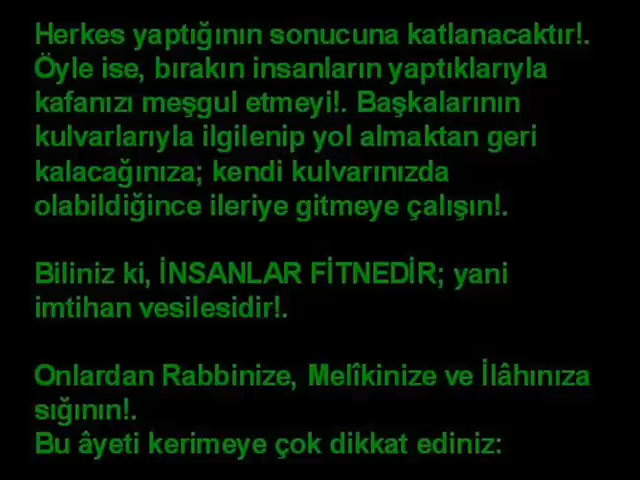 Herkes yaptığının sonucuna katlanacaktır!.
Öyle ise, bırakın insanların yaptıklarıyla
kafanızı meşgul etmeyi!. Başkalarının
kulvarlarıyla ilgilenip yol almaktan geri
kalacağınıza; kendi kulvarınızda
olabildiğince ileriye gitmeye çalışın!.
Biliniz ki, İNSANLAR FİTNEDİR; yani
imtihan vesilesidir!.
Onlardan Rabbinize, Melîkinize ve İlâhınıza
sığının!.
Bu âyeti kerimeye çok dikkat ediniz: